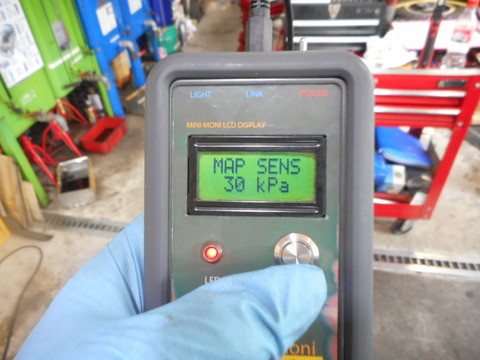 LIGHT LINK POWER
MINI-MONI LCD DISPLAY
MAP SENS
30 kPa
LED
oni